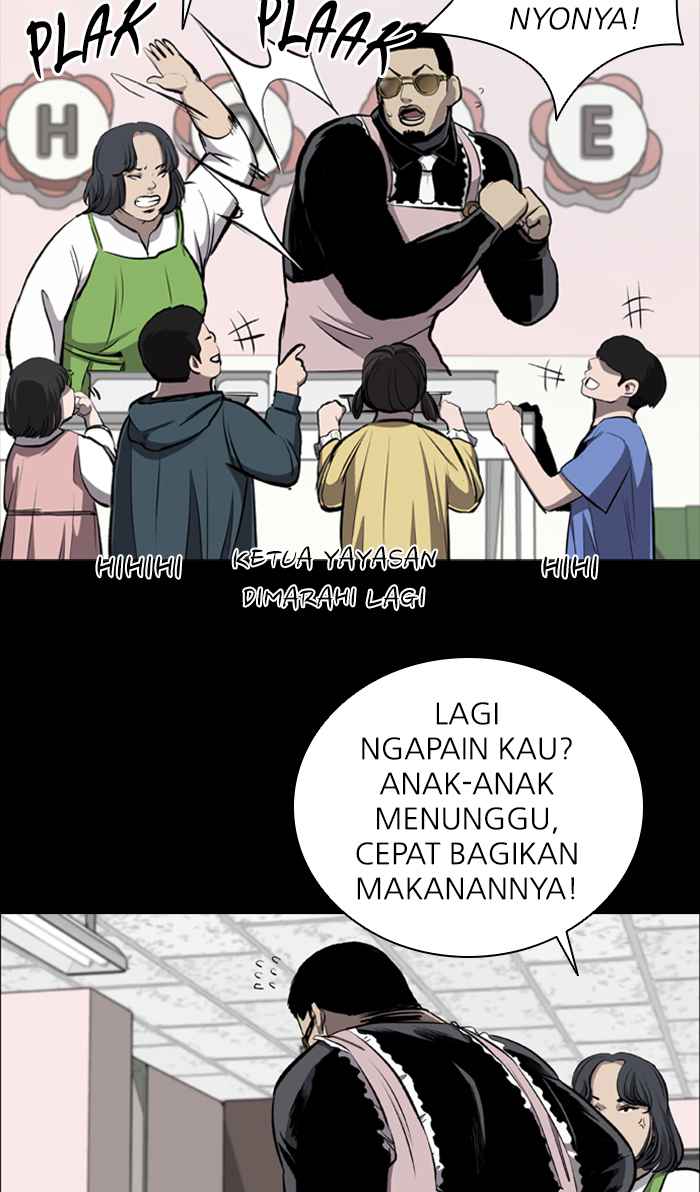 PLAK
PLAAK
NYONYA!
H O E
HIHIHI
KETUA YAYASAN
DIMARAHI LAGI
HIHI
LAGI
NGAPAIN KAU?
ANAK-ANAK
MENUNGGU,
CEPAT BAGIKAN
MAKANANNYA!